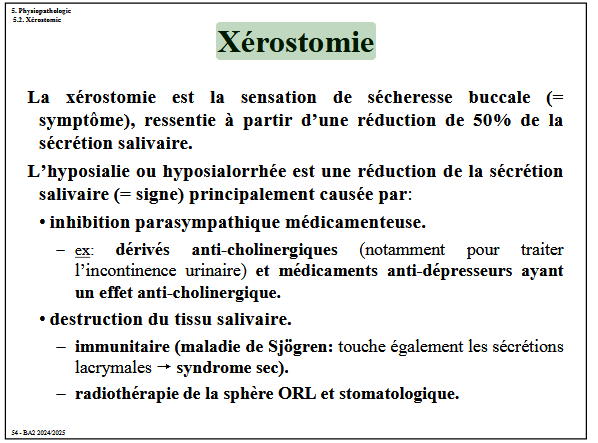 5. Physiopathologie
5.2. Xérostomie
Xérostomie
La xérostomie est la sensation de sécheresse buccale (=
symptôme), ressentie à partir d’une réduction de 50% de la
sécrétion salivaire.
L’hyposialie ou hyposialorrhée est une réduction de la sécrétion
salivaire (= signe) principalement causée par:
• inhibition parasympathique médicamenteuse.
– ex: dérivés anti-cholinergiques (notamment pour traiter
l’incontinence urinaire) et médicaments anti-dépresseurs ayant
un effet anti-cholinergique.
• destruction du tissu salivaire.
– immunitaire (maladie de Sjögren: touche également les sécrétions
lacrymales → syndrome sec).
– radiothérapie de la sphère ORL et stomatologique.
54 - BA2 2024/2025